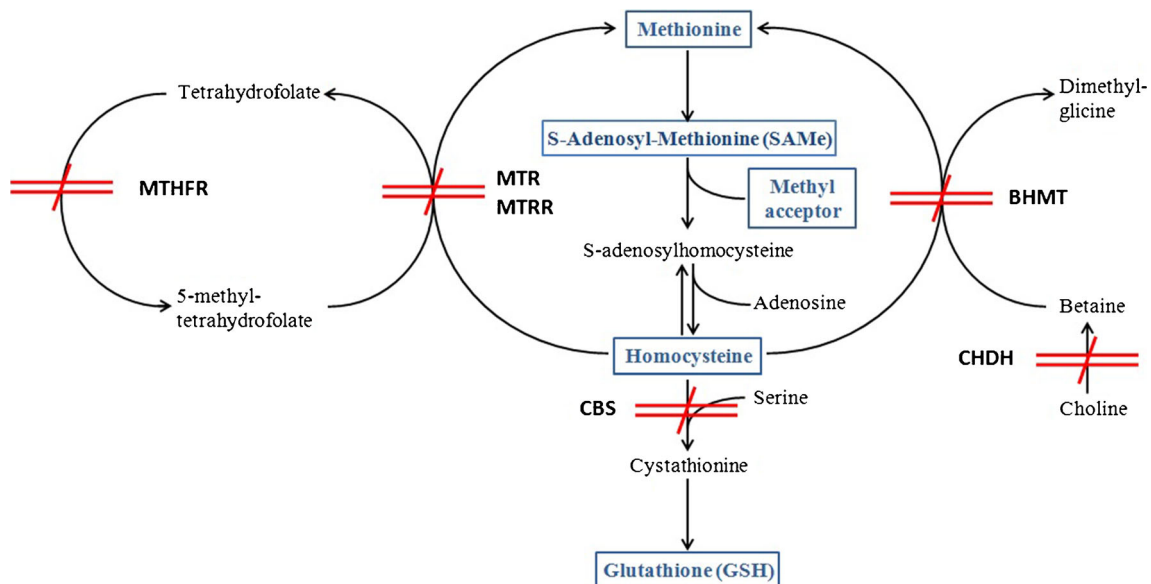 Methionine
Tetrahydrofolate
Dimethyl-
glicine
S-Adenosyl-Methionine (SAMe)
MTHFR
MTR
MTRR
Methyl
acceptor
BHMT
S-adenosylhomocysteine
5-methyl-
tetrahydrofolate
Adenosine
Betaine
Homocysteine
CHDH
CBS
Serine
Choline
Cystathionine
Glutathione (GSH)